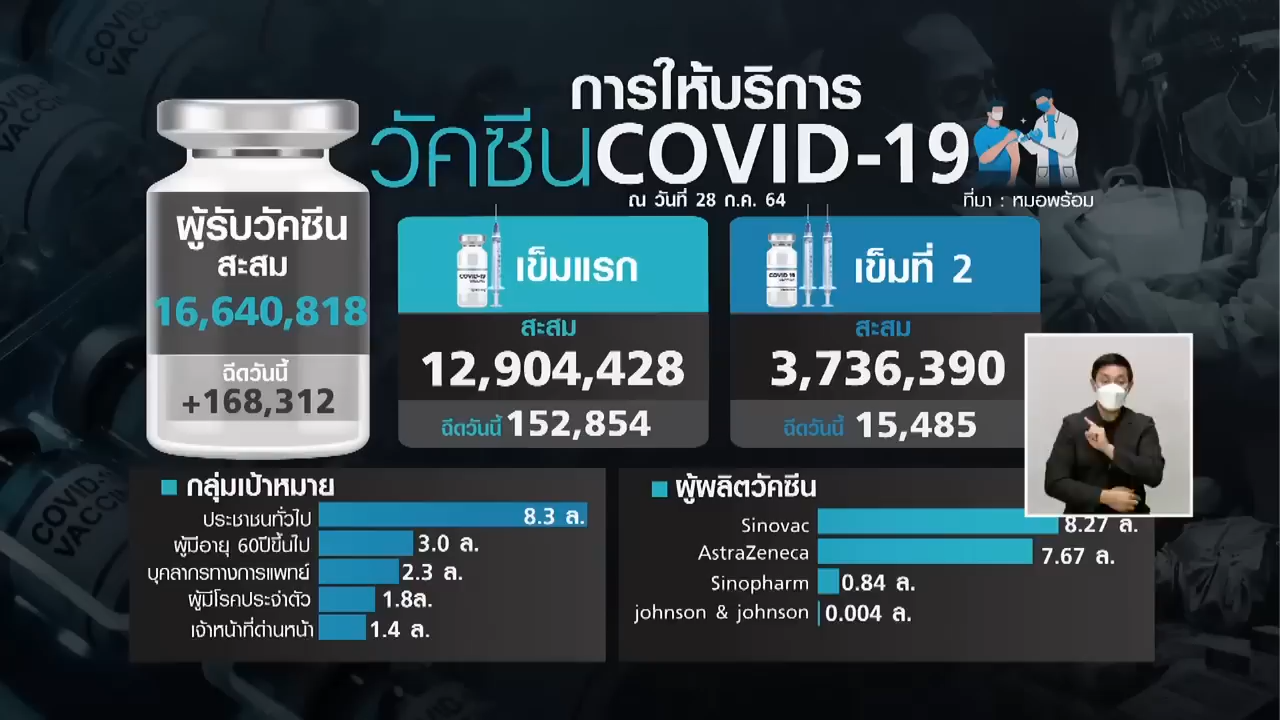 การให้บริการ
วัคซีนCOVID-19
ณ วันที่ 28 ก.ค. 64
ที่มา : หมอพร้อม
ผู้รับวัคซีน
สะสม
16,640,818
ฉีดวันนี้
+168,312
เข็มแรก
สะสม
12,904,428
ฉีดวันนี้ 152,854
เข็มที่ 2
สะสม
3,736,390
ฉีดวันนี้ 15,485
กลุ่มเป้าหมาย
ประชาชนทั่วไป 8.3 ล.
ผู้มีอายุ 60ปีขึ้นไป 3.0 ล.
บุคลากรทางการแพทย์ 2.3 ล.
ผู้มีโรคประจำตัว 1.8ล.
เจ้าหน้าที่ด่านหน้า 1.4 ล.
ผู้ผลิตวัคซีน
Sinovac 8.27 ล.
AstraZeneca 7.67 ล.
Sinopharm 0.84 ล.
johnson & johnson 0.004 ล.
COVID-19
COVID 19
COVID
VACC
VACC
COVID-1
VACC